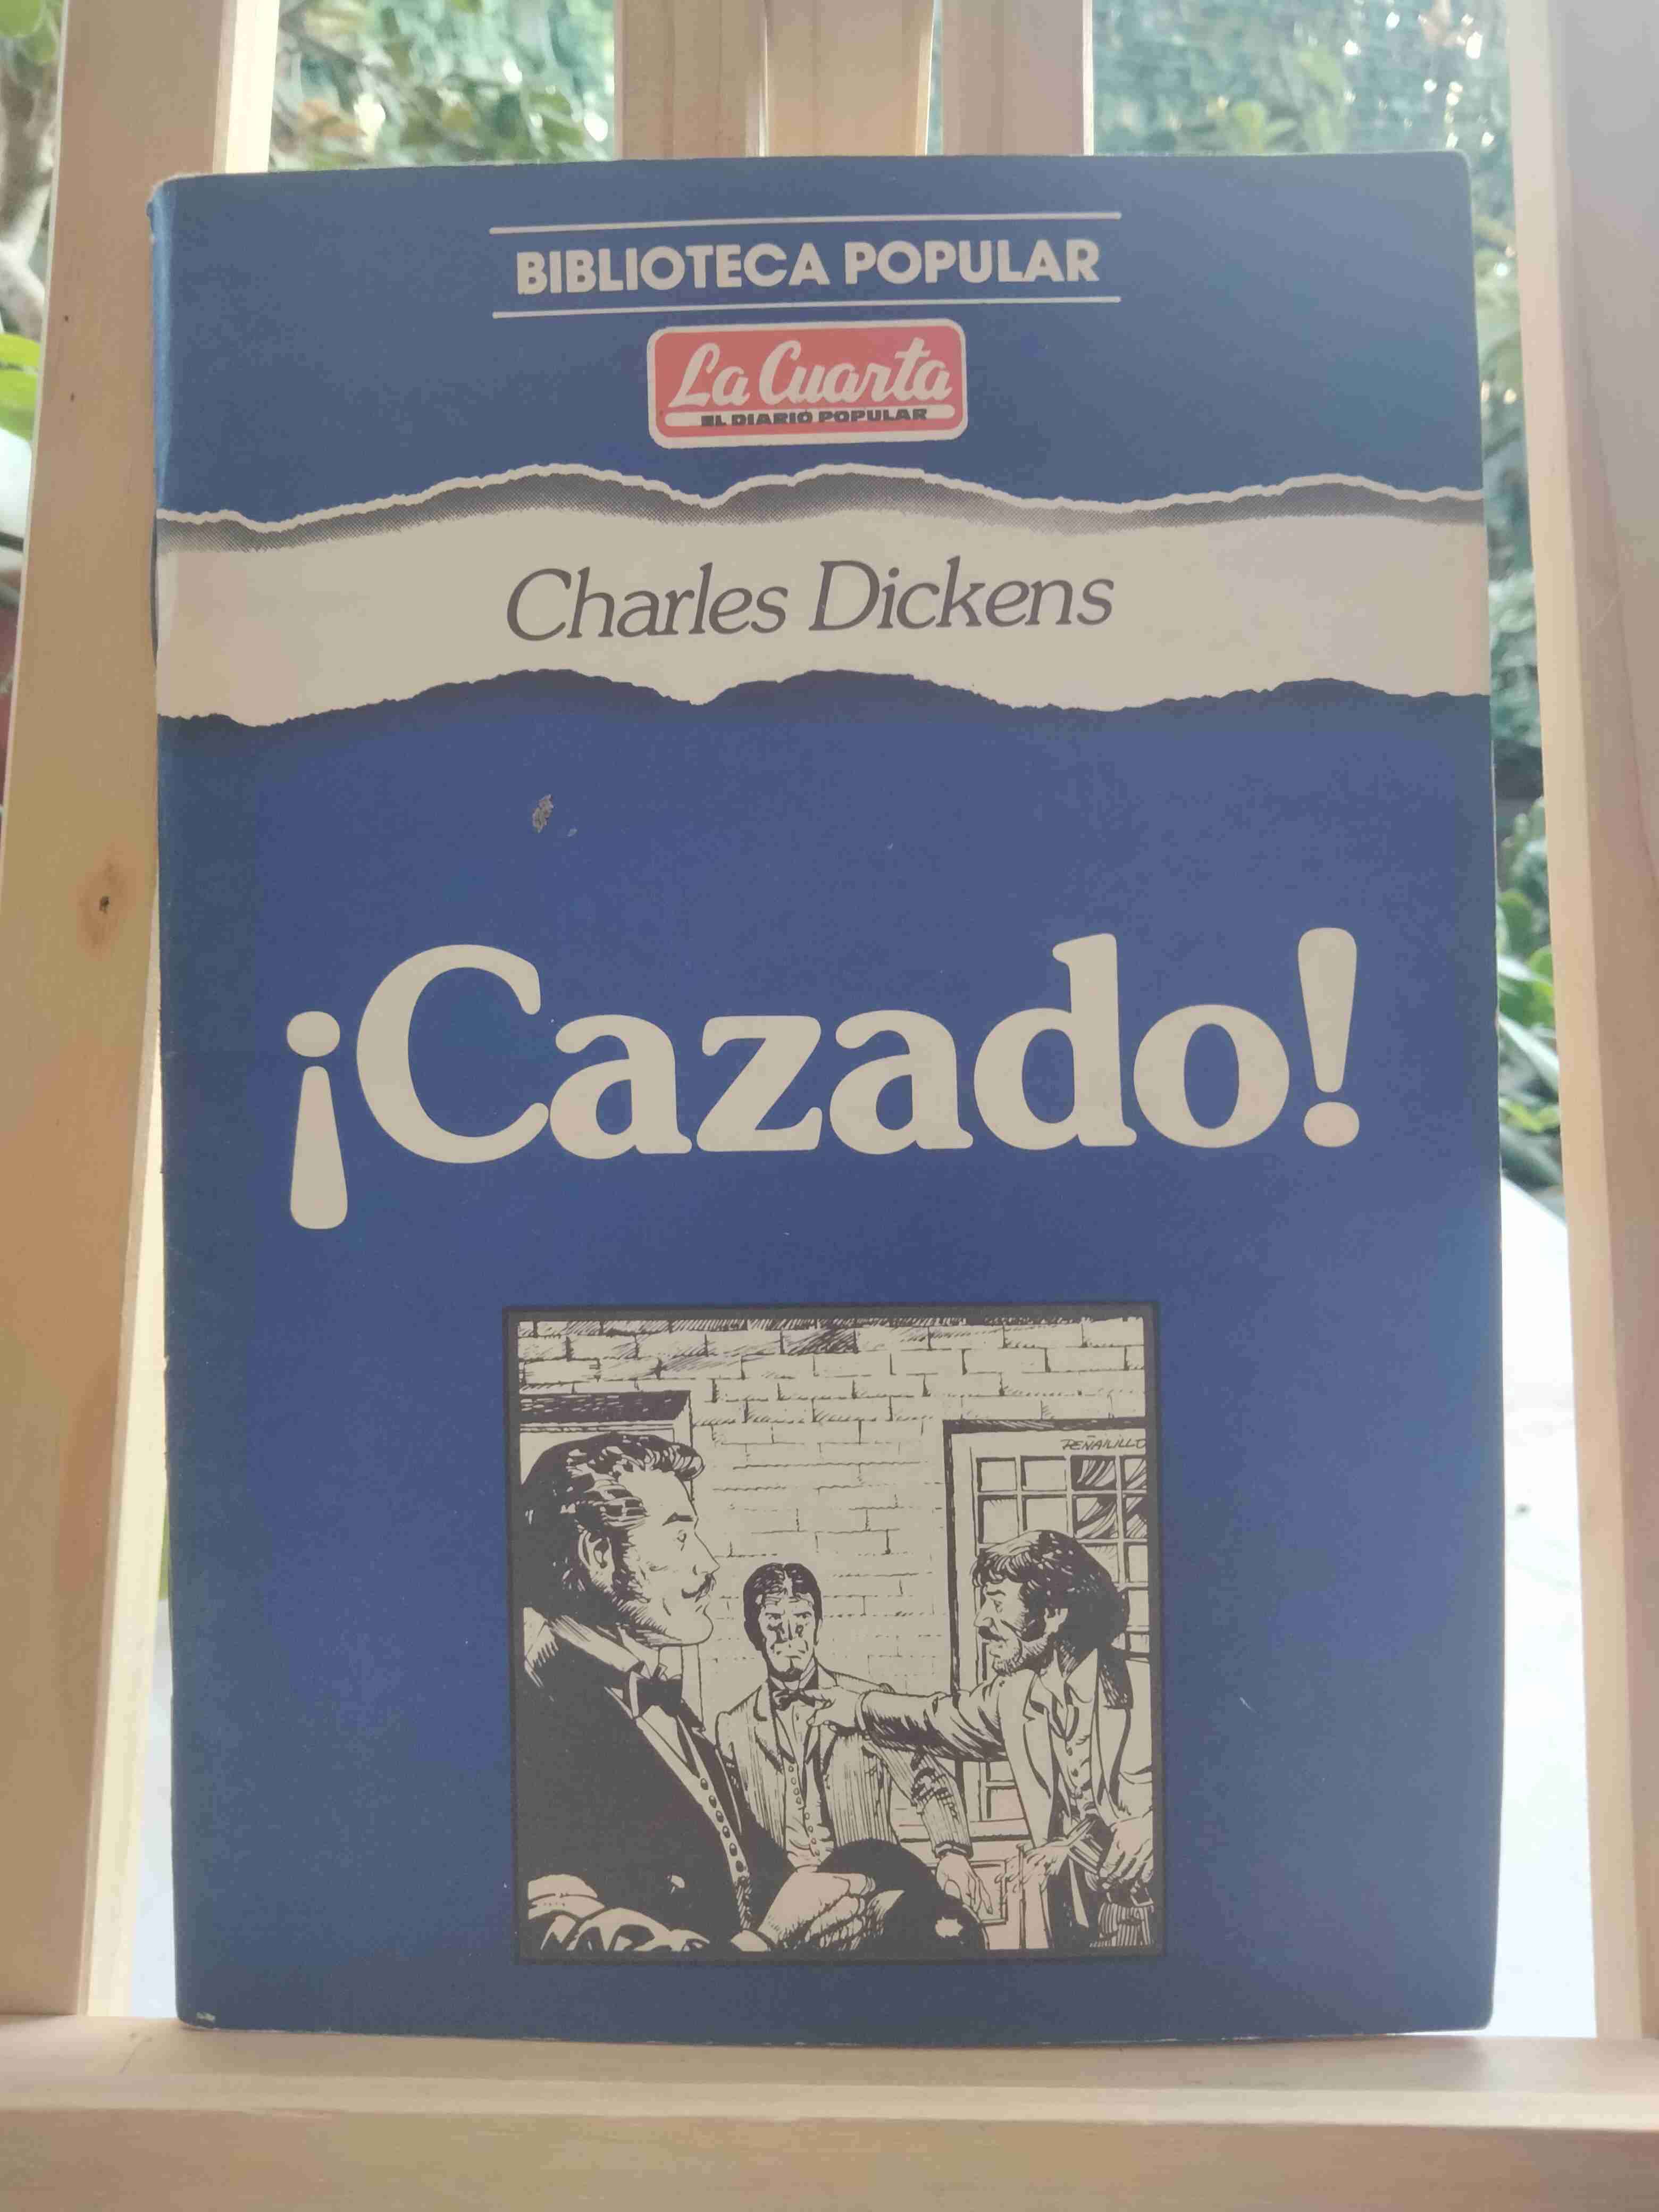 BIBLIOTECA POPULAR
La Cuarta
EL DIARIO POPULAR
Charles Dickens
¡Cazado!
PEÑAILILLO